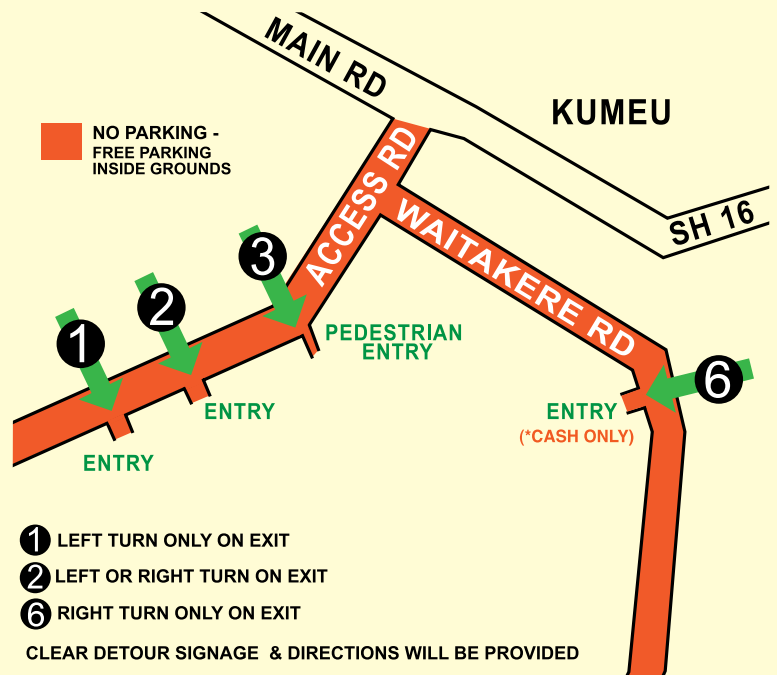 MAIN RD
KUMEU
NO PARKING -
FREE PARKING
INSIDE GROUNDS
ACCESS RD
WAITAKERE RD
SH 16
3
2
1
PEDESTRIAN
ENTRY
6
ENTRY
ENTRY
(*CASH ONLY)
ENTRY
1 LEFT TURN ONLY ON EXIT
2 LEFT OR RIGHT TURN ON EXIT
6 RIGHT TURN ONLY ON EXIT
CLEAR DETOUR SIGNAGE & DIRECTIONS WILL BE PROVIDED